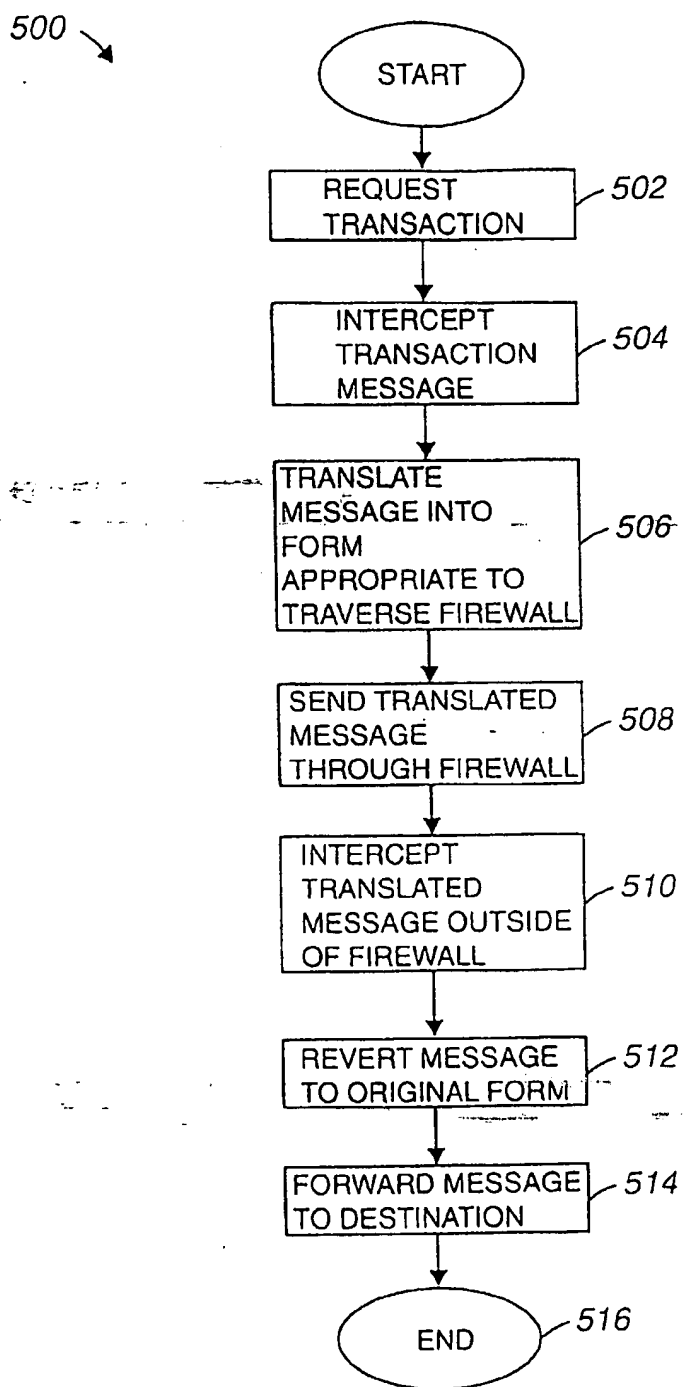 500
START
REQUEST
TRANSACTION
502
INTERCEPT
TRANSACTION
MESSAGE
504
TRANSLATE
MESSAGE INTO
FORM
APPROPRIATE TO
TRAVERSE FIREWALL
506
SEND TRANSLATED
MESSAGE
THROUGH FIREWALL
508
INTERCEPT
TRANSLATED
MESSAGE OUTSIDE
OF FIREWALL
510
REVERT MESSAGE
TO ORIGINAL FORM
512
FORWARD MESSAGE
TO DESTINATION
514
END
516